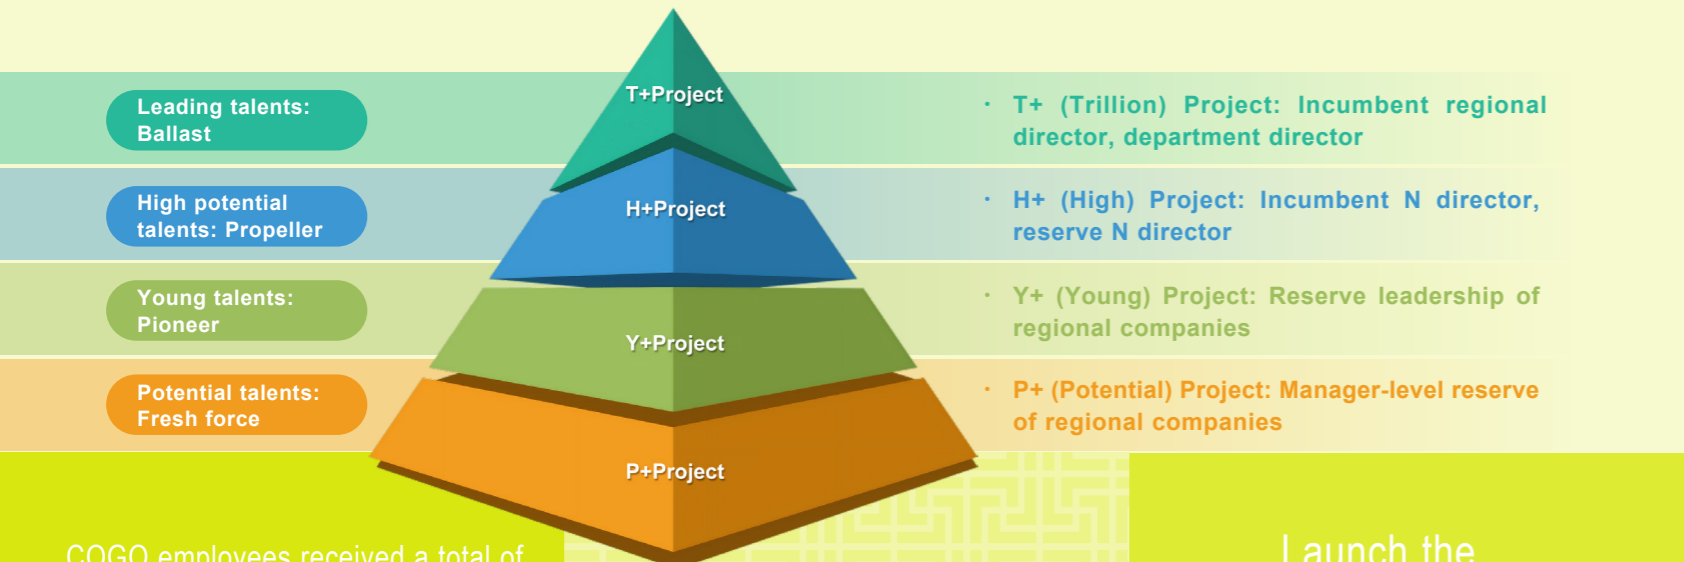 Leading talents:
Ballast
T+Project
· T+ (Trillion) Project: Incumbent regional
director, department director
High potential
talents: Propeller
H+Project
· H+ (High) Project: Incumbent N director,
reserve N director
Young talents:
Pioneer
Y+Project
· Y+ (Young) Project: Reserve leadership of
regional companies
Potential talents:
Fresh force
P+Project
· P+ (Potential) Project: Manager-level reserve
of regional companies
COGO employees received a total of
Launch the